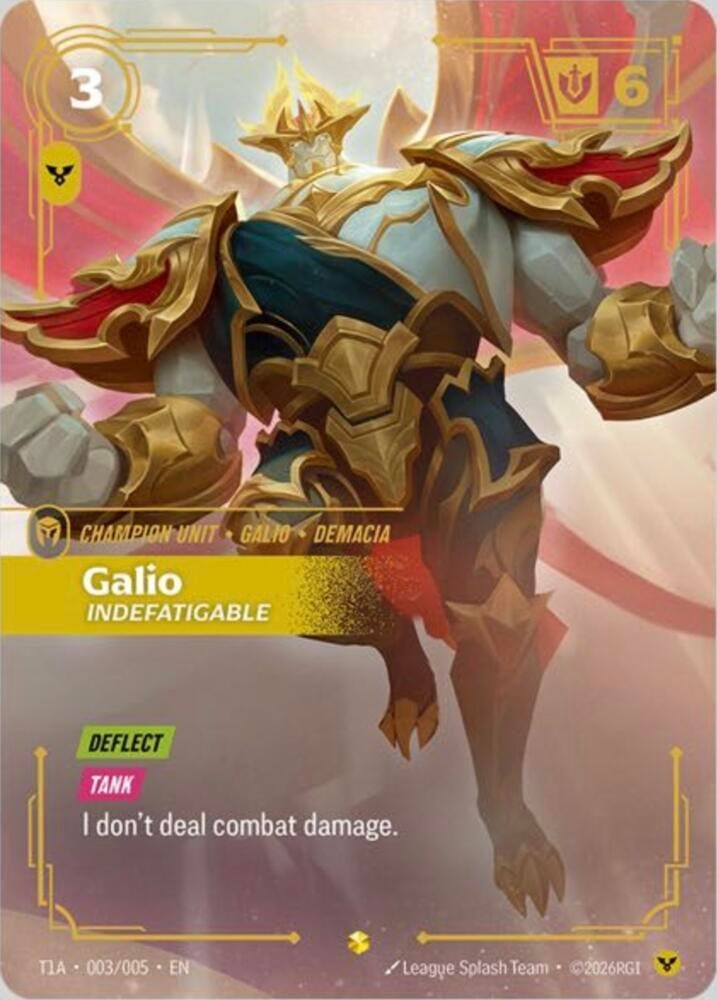 3
6
CHAMPION UNIT • GALIO • DEMACIA
Galio
INDEFATIGABLE
DEFLECT
TANK
I don't deal combat damage.
T1A • 003/005 • EN
League Splash Team • ©2026RGI